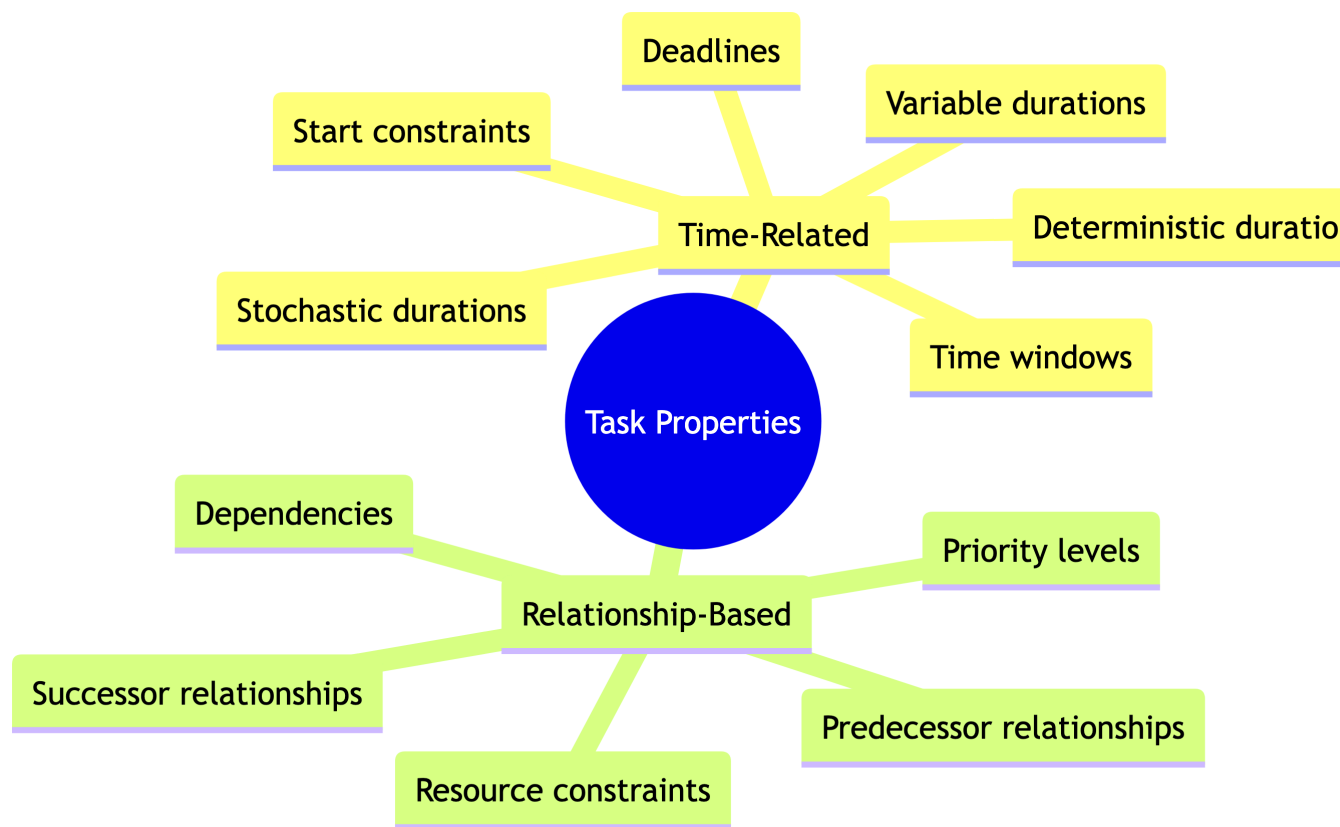 Deadlines
Variable durations
Start constraints
Deterministic duratio
Time-Related
Stochastic durations
Time windows
Task Properties
Dependencies
Priority levels
Relationship-Based
Successor relationships
Predecessor relationships
Resource constraints